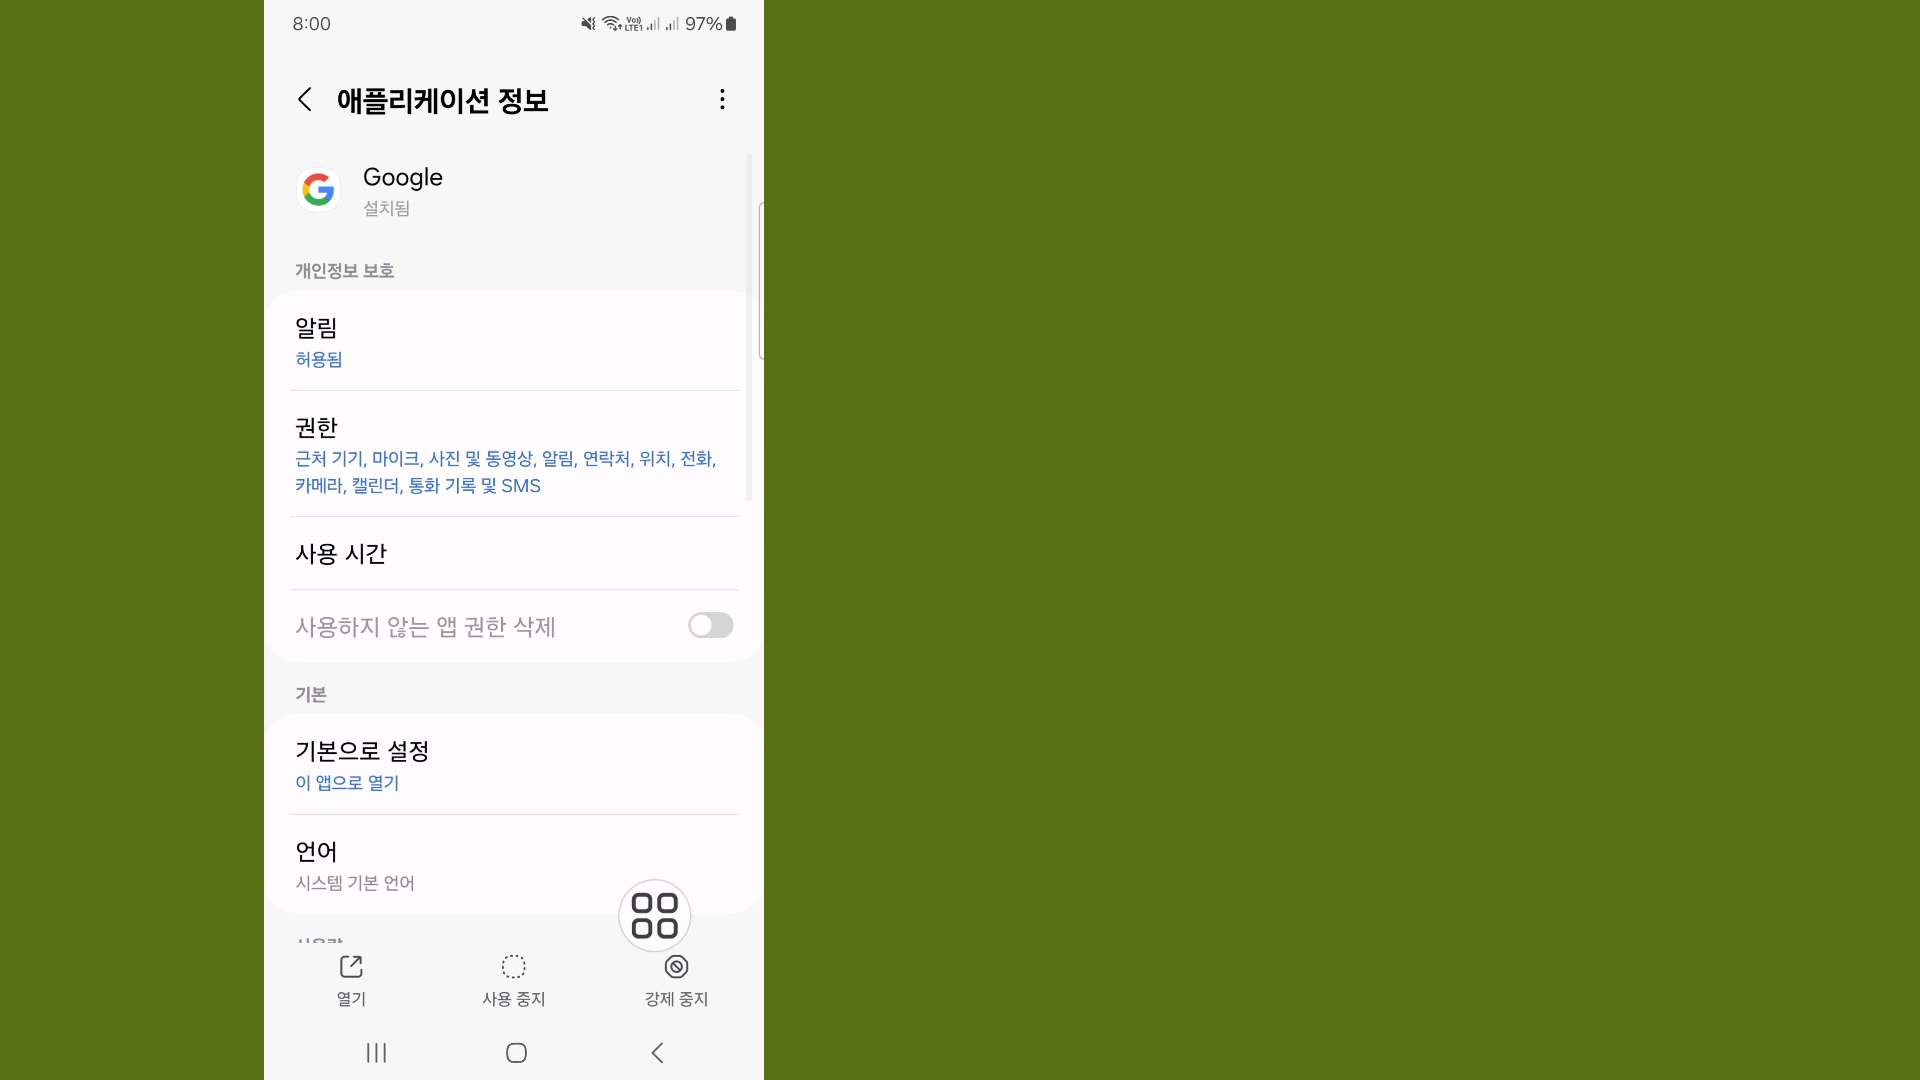 8:00
Vo)) LTE1 97%
애플리케이션 정보
Google
설치됨
개인정보 보호
알림
허용됨
권한
근처 기기, 마이크, 사진 및 동영상, 알림, 연락처, 위치, 전화,
카메라, 캘린더, 통화 기록 및 SMS
사용 시간
사용하지 않는 앱 권한 삭제
기본
기본으로 설정
이 앱으로 열기
언어
시스템 기본 언어
열기
사용 중지
강제 중지